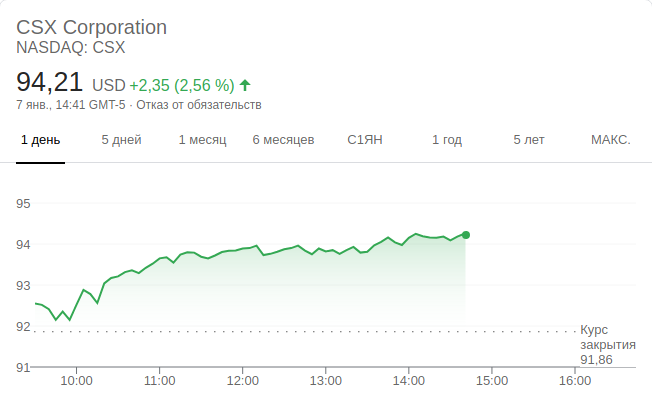 CSX Corporation
NASDAQ: CSX
94,21 USD +2,35 (2,56 %)
7 янв., 14:41 GMT-5 · Отказ от обязательств
1 день 5 дней 1 месяц 6 месяцев С1ЯН 1 год 5 лет МАКС.
95
94
93
92
91
Курс
закрытия
91,86
10:00 11:00 12:00 13:00 14:00 15:00 16:00